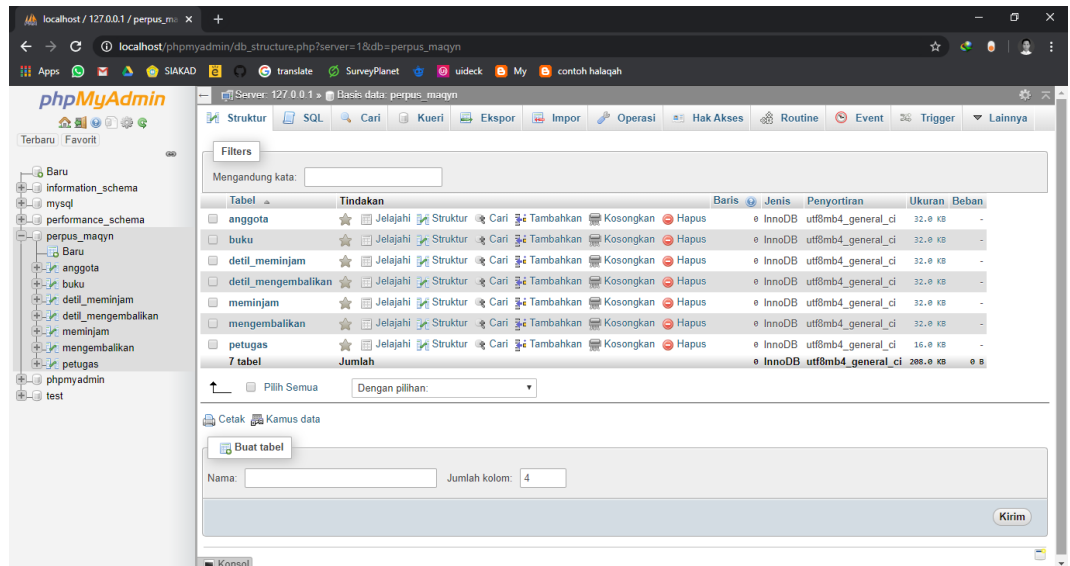 localhost / 127.0.0.1 / perpus_ma
localhost/phpmyadmin/db_structure.php?server=1&db=perpus_maqyn
Apps SIAKAD translate SurveyPlanet uideck My contoh halaqah
phpMyAdmin
Terbaru Favorit
Baru
information_schema
mysql
performance_schema
perpus_maqyn
Baru
anggota
buku
detil_meminjam
detil_mengembalikan
meminjam
mengembalikan
petugas
phpmyadmin
test
Server: 127.0.0.1 » Basis data: perpus_maqyn
Struktur SQL Cari Kueri Ekspor Impor Operasi Hak Akses Routine Event Trigger Lainnya
Filters
Mengandung kata:
Tabel Tindakan Baris Jenis Penyortiran Ukuran Beban
anggota Jelajahi Struktur Cari Tambahkan Kosongkan Hapus 0 InnoDB utf8mb4_general_ci 32.0 KB -
buku Jelajahi Struktur Cari Tambahkan Kosongkan Hapus 0 InnoDB utf8mb4_general_ci 32.0 KB -
detil_meminjam Jelajahi Struktur Cari Tambahkan Kosongkan Hapus 0 InnoDB utf8mb4_general_ci 32.0 KB -
detil_mengembalikan Jelajahi Struktur Cari Tambahkan Kosongkan Hapus 0 InnoDB utf8mb4_general_ci 32.0 KB -
meminjam Jelajahi Struktur Cari Tambahkan Kosongkan Hapus 0 InnoDB utf8mb4_general_ci 32.0 KB -
mengembalikan Jelajahi Struktur Cari Tambahkan Kosongkan Hapus 0 InnoDB utf8mb4_general_ci 32.0 KB -
petugas Jelajahi Struktur Cari Tambahkan Kosongkan Hapus 0 InnoDB utf8mb4_general_ci 16.0 KB -
7 tabel Jumlah 0 InnoDB utf8mb4_general_ci 208.0 KB 0 B
Pilih Semua Dengan pilihan:
Cetak Kamus data
Buat tabel
Nama: Jumlah kolom: 4
Kirim
Konsol